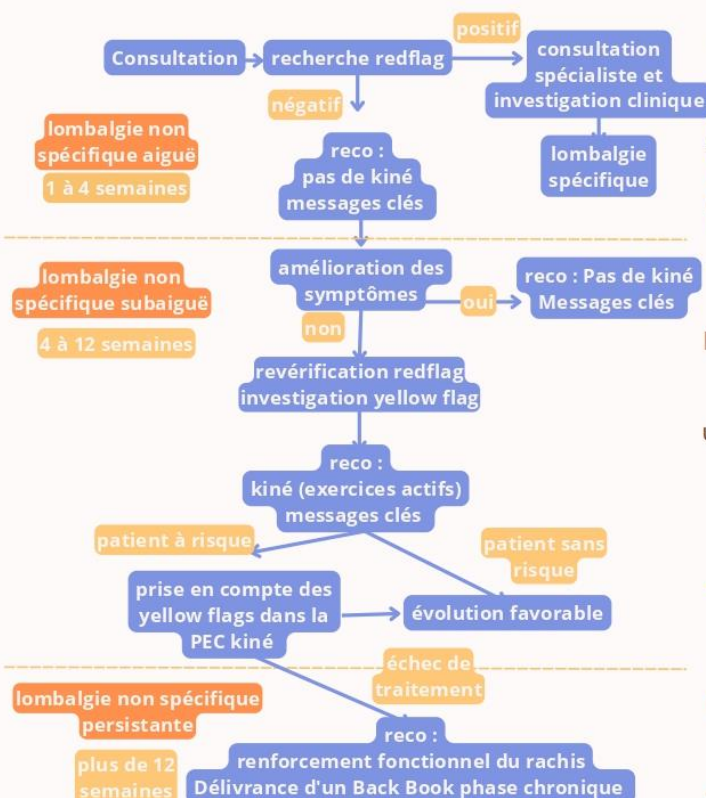 positif
Consultation
recherche redflag
consultation
spécialiste et
investigation clinique
négatif
lombalgie non
spécifique aiguë
1 à 4 semaines
reco :
pas de kiné
messages clés
lombalgie
spécifique
lombalgie non
spécifique subaiguë
4 à 12 semaines
amélioration des
symptômes
oui
reco : Pas de kiné
Messages clés
non
revérification redflag
investigation yellow flag
reco :
kiné (exercices actifs)
messages clés
patient à risque
patient sans
risque
prise en compte des
yellow flags dans la
PEC kiné
évolution favorable
échec de
traitement
lombalgie non spécifique
persistante
plus de 12
semaines
reco :
renforcement fonctionnel du rachis
Délivrance d'un Back Book phase chronique